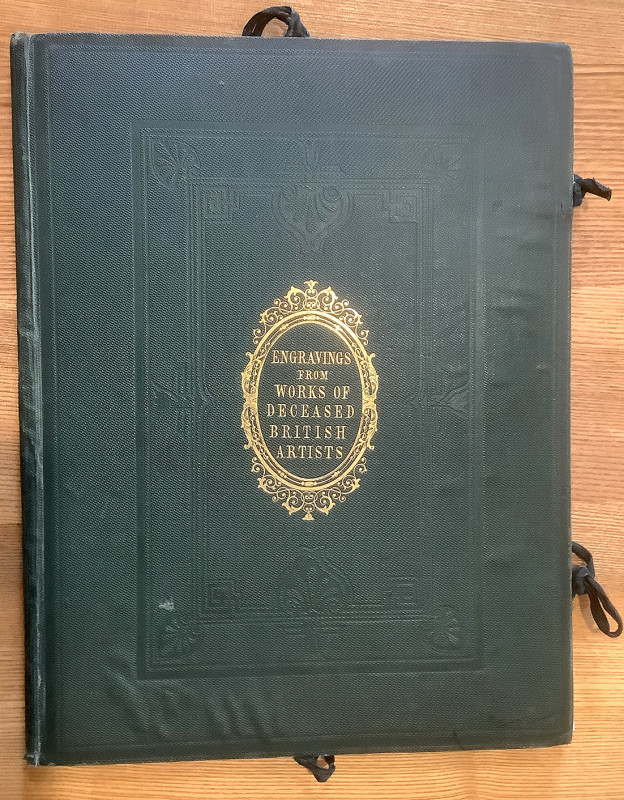 ENGRAVINGS
FROM
WORKS OF
DECEASED
BRITISH
ARTISTS